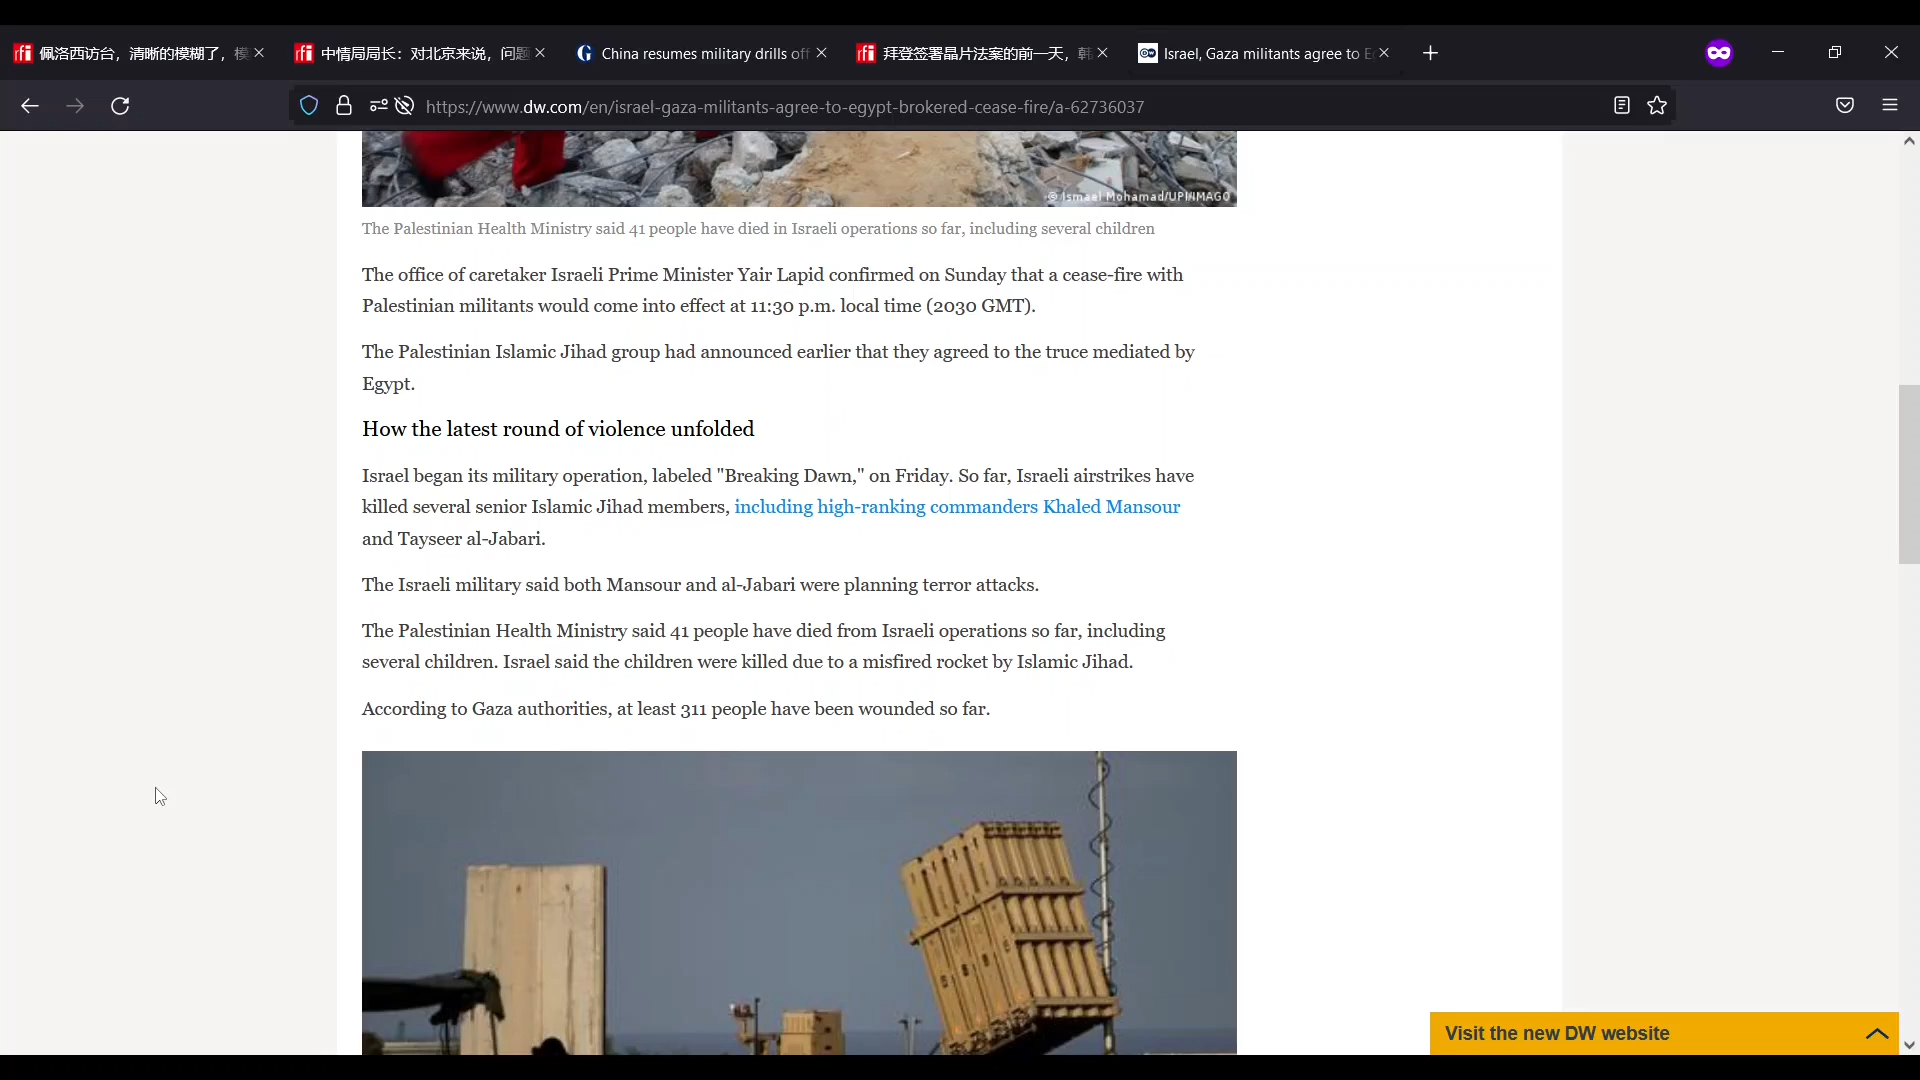 佩洛西访台，清晰的模糊了，模
中情局局长：对北京来说，问题
China resumes military drills off
拜登签署晶片法案的前一天，韩
Israel, Gaza militants agree to E
https://www.dw.com/en/israel-gaza-militants-agree-to-egypt-brokered-cease-fire/a-62736037
© Ismael Mohamad/UPI/IMAGO
The Palestinian Health Ministry said 41 people have died in Israeli operations so far, including several children
The office of caretaker Israeli Prime Minister Yair Lapid confirmed on Sunday that a cease-fire with
Palestinian militants would come into effect at 11:30 p.m. local time (2030 GMT).
The Palestinian Islamic Jihad group had announced earlier that they agreed to the truce mediated by
Egypt.
How the latest round of violence unfolded
Israel began its military operation, labeled "Breaking Dawn," on Friday. So far, Israeli airstrikes have
killed several senior Islamic Jihad members, including high-ranking commanders Khaled Mansour
and Tayseer al-Jabari.
The Israeli military said both Mansour and al-Jabari were planning terror attacks.
The Palestinian Health Ministry said 41 people have died from Israeli operations so far, including
several children. Israel said the children were killed due to a misfired rocket by Islamic Jihad.
According to Gaza authorities, at least 311 people have been wounded so far.
Visit the new DW website